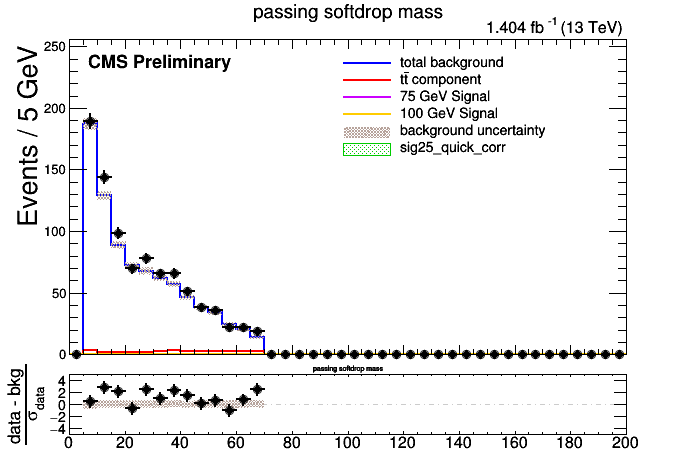 passing softdrop mass
1.404 fb⁻¹ (13 TeV)
CMS Preliminary
total background
tt̄ component
75 GeV Signal
100 GeV Signal
background uncertainty
sig25_quick_corr
Events / 5 GeV
250
200
150
100
50
0
passing softdrop mass
data - bkg
σ data
4
2
0
−2
−4
0 20 40 60 80 100 120 140 160 180 200